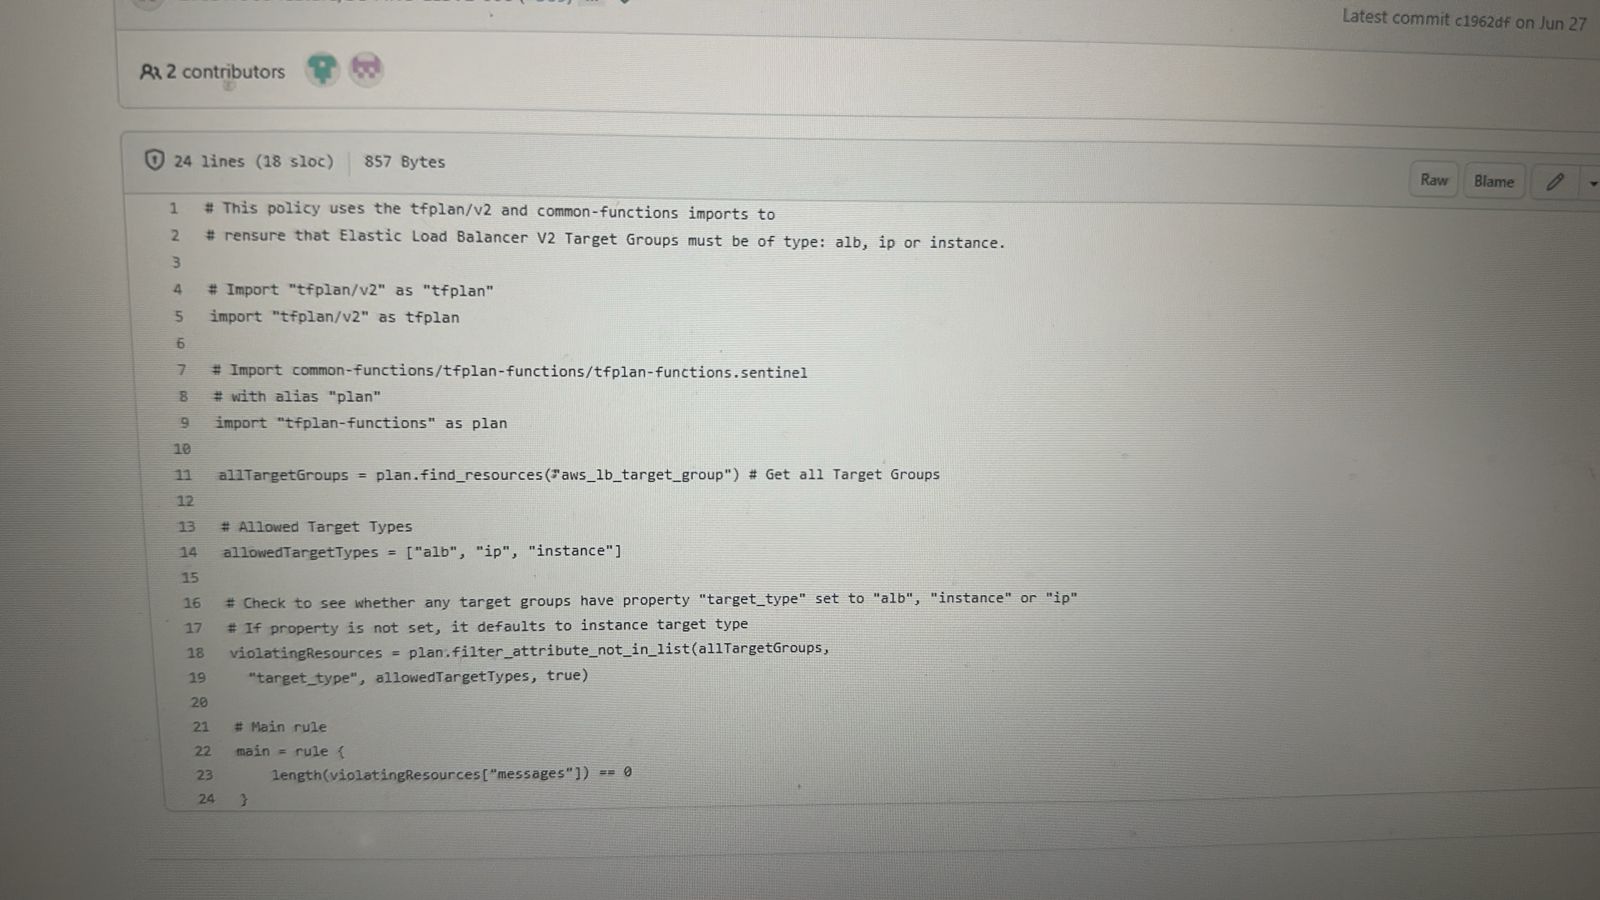 Latest commit c1962df on Jun 27
2 contributors
24 lines (18 sloc) 857 Bytes
Raw Blame
1 # This policy uses the tfplan/v2 and common-functions imports to
2 # rensure that Elastic Load Balancer V2 Target Groups must be of type: alb, ip or instance.
3
4 # Import "tfplan/v2" as "tfplan"
5 import "tfplan/v2" as tfplan
6
7 # Import common-functions/tfplan-functions/tfplan-functions.sentinel
8 # with alias "plan"
9 import "tfplan-functions" as plan
10
11 allTargetGroups = plan.find_resources("aws_lb_target_group") # Get all Target Groups
12
13 # Allowed Target Types
14 allowedTargetTypes = ["alb", "ip", "instance"]
15
16 # Check to see whether any target groups have property "target_type" set to "alb", "instance" or "ip"
17 # If property is not set, it defaults to instance target type
18 violatingResources = plan.filter_attribute_not_in_list(allTargetGroups,
19 "target_type", allowedTargetTypes, true)
20
21 # Main rule
22 main = rule {
23 length(violatingResources["messages"]) == 0
24 }